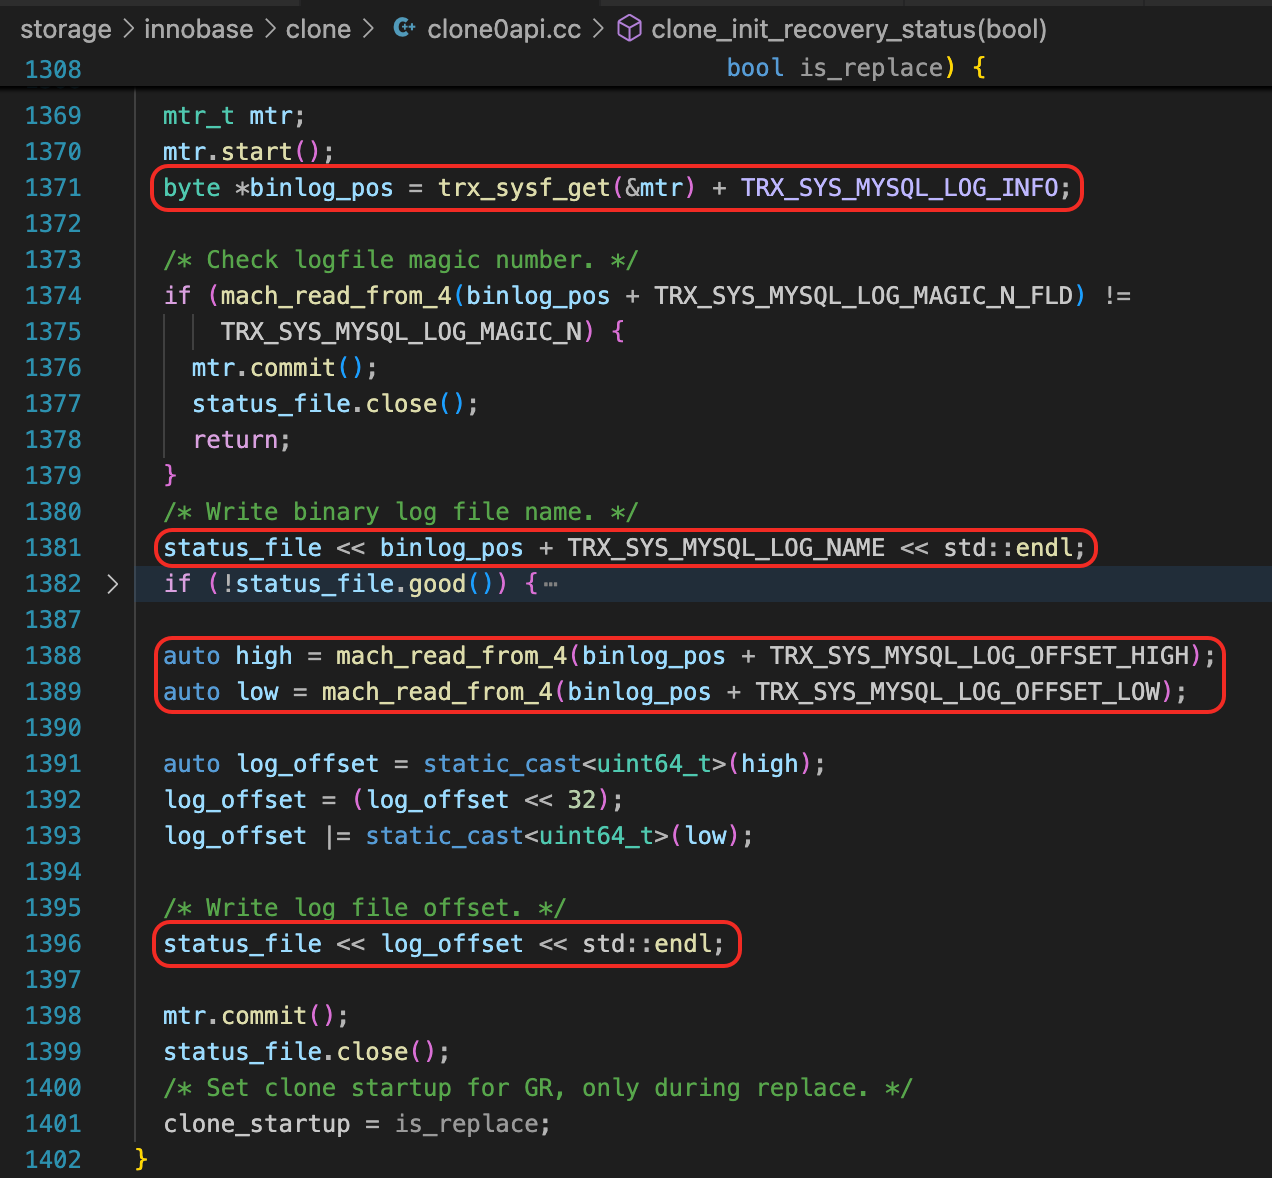 storage > innobase > clone > clone0api.cc > clone_init_recovery_status(bool)
1308 bool is_replace) {
1369 mtr_t mtr;
1370 mtr.start();
1371 byte *binlog_pos = trx_sysf_get(&mtr) + TRX_SYS_MYSQL_LOG_INFO;
1372
1373 /* Check logfile magic number. */
1374 if (mach_read_from_4(binlog_pos + TRX_SYS_MYSQL_LOG_MAGIC_N_FLD) !=
1375 TRX_SYS_MYSQL_LOG_MAGIC_N) {
1376 mtr.commit();
1377 status_file.close();
1378 return;
1379 }
1380 /* Write binary log file name. */
1381 status_file << binlog_pos + TRX_SYS_MYSQL_LOG_NAME << std::endl;
1382 if (!status_file.good()) {⋯
1387
1388 auto high = mach_read_from_4(binlog_pos + TRX_SYS_MYSQL_LOG_OFFSET_HIGH);
1389 auto low = mach_read_from_4(binlog_pos + TRX_SYS_MYSQL_LOG_OFFSET_LOW);
1390
1391 auto log_offset = static_cast<uint64_t>(high);
1392 log_offset = (log_offset << 32);
1393 log_offset |= static_cast<uint64_t>(low);
1394
1395 /* Write log file offset. */
1396 status_file << log_offset << std::endl;
1397
1398 mtr.commit();
1399 status_file.close();
1400 /* Set clone startup for GR, only during replace. */
1401 clone_startup = is_replace;
1402 }